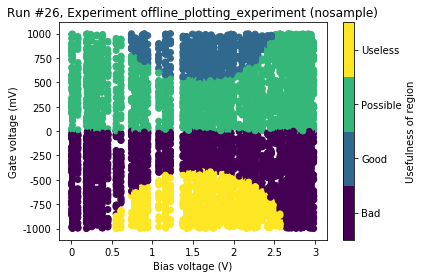 Run #26, Experiment offline_plotting_experiment (nosample)
1000
750
500
250
0
-250
-500
-750
-1000
Gate voltage (mV)
0
0.5
1
1.5
2
2.5
3
Bias voltage (V)
Useless
Possible
Good
Bad
Usefulness of region